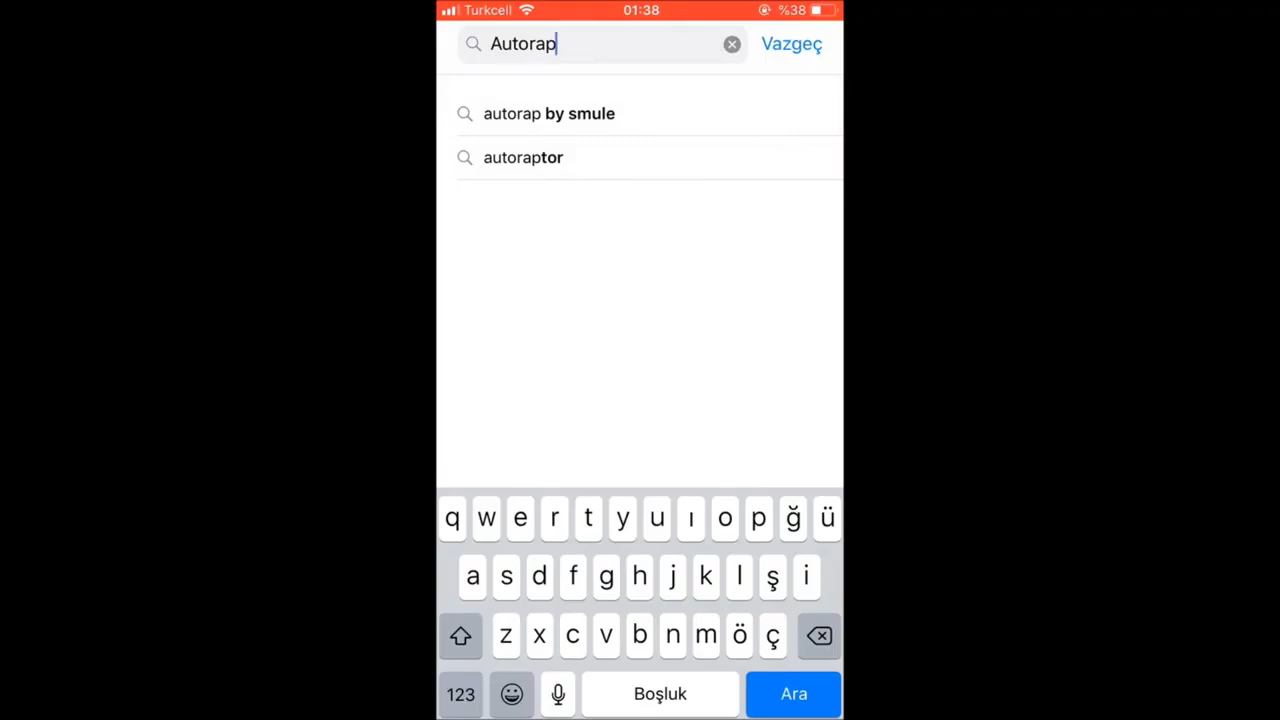 Turkcell 01:38 %38
Autorap Vazgeç
autorap by smule
autoraptor
q w e r t y u ı o p ğ ü
a s d f g h j k l ş i
z x c v b n m ö ç
123 Boşluk Ara